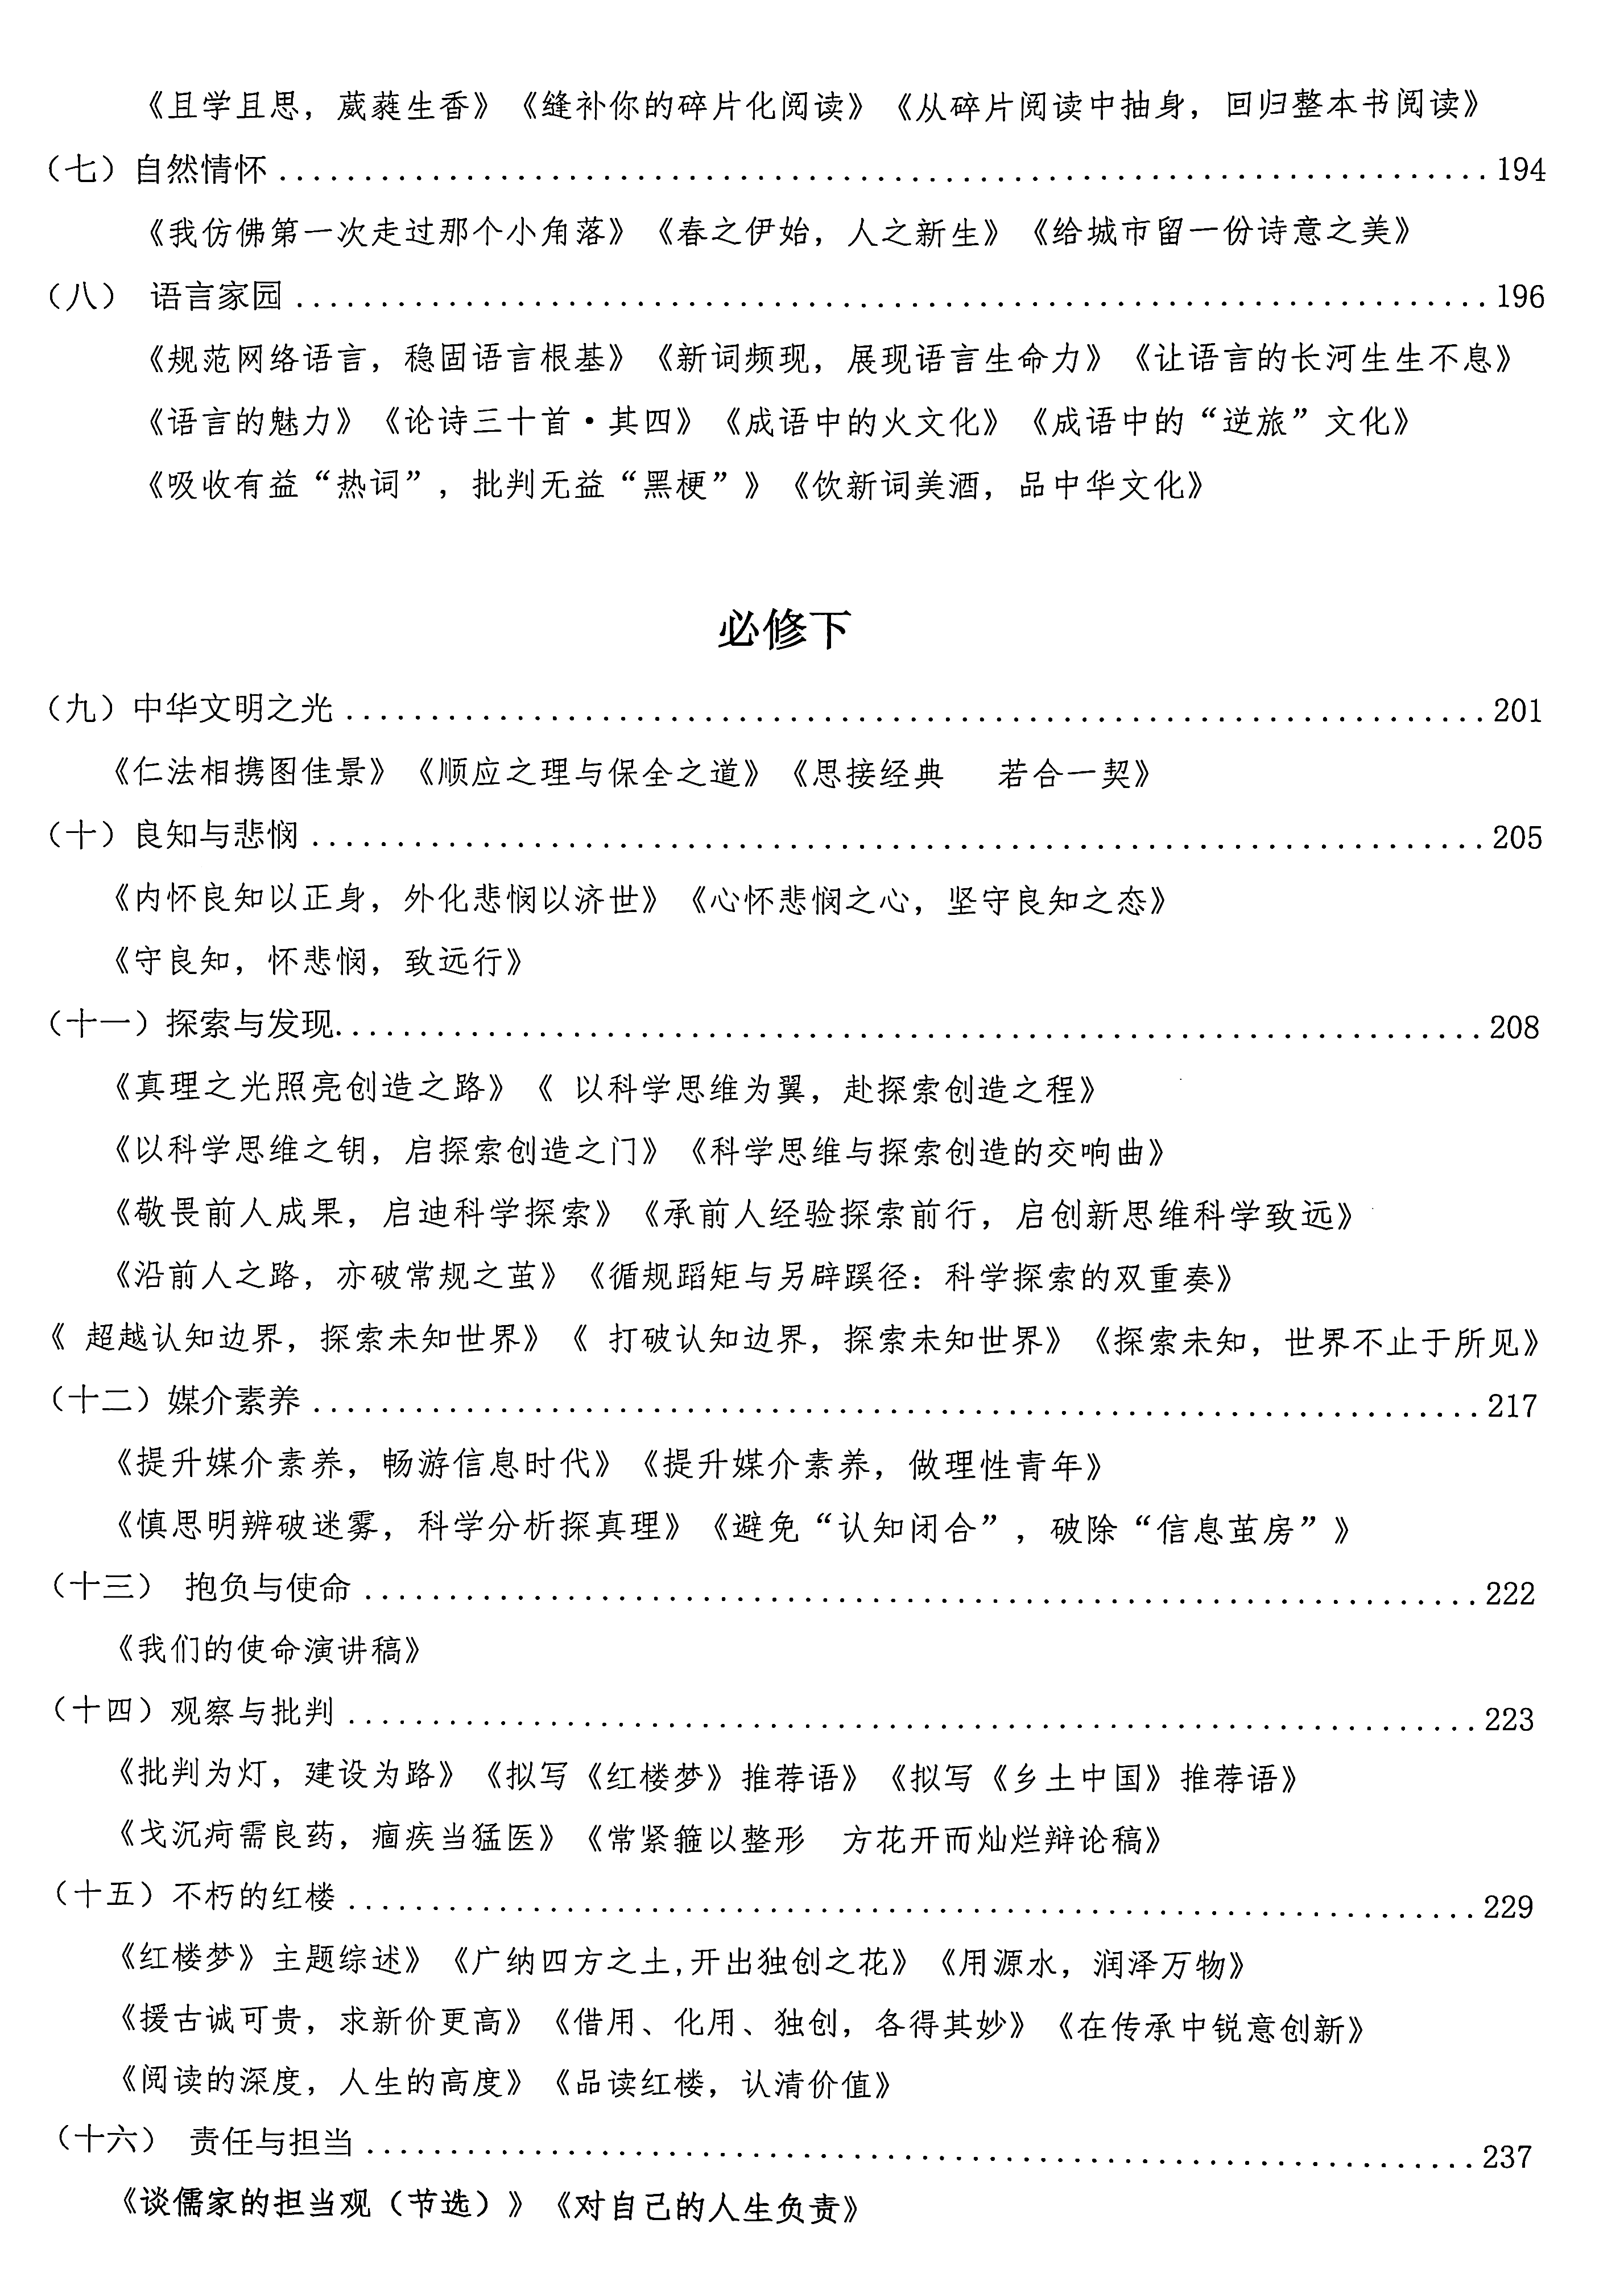 《且学且思，葳蕤生香》《缝补你的碎片化阅读》《从碎片阅读中抽身，回归整本书阅读》
（七）自然情怀........................................................................194
《我仿佛第一次走过那个小角落》《春之伊始，人之新生》《给城市留一份诗意之美》
（八） 语言家园.......................................................................196
《规范网络语言，稳固语言根基》《新词频现，展现语言生命力》《让语言的长河生生不息》
《语言的魅力》《论诗三十首·其四》《成语中的火文化》《成语中的“逆旅”文化》
《吸收有益“热词”，批判无益“黑梗”》《饮新词美酒，品中华文化》
必修下
（九）中华文明之光....................................................................201
《仁法相携图佳景》《顺应之理与保全之道》《思接经典 若合一契》
（十）良知与悲悯......................................................................205
《内怀良知以正身，外化悲悯以济世》《心怀悲悯之心，坚守良知之态》
《守良知，怀悲悯，致远行》
（十一）探索与发现....................................................................208
《真理之光照亮创造之路》《 以科学思维为翼，赴探索创造之程》
《以科学思维之钥，启探索创造之门》《科学思维与探索创造的交响曲》
《敬畏前人成果，启迪科学探索》《承前人经验探索前行，启创新思维科学致远》
《沿前人之路，亦破常规之茧》《循规蹈矩与另辟蹊径：科学探索的双重奏》
《 超越认知边界，探索未知世界》《 打破认知边界，探索未知世界》《探索未知，世界不止于所见》
（十二）媒介素养......................................................................217
《提升媒介素养，畅游信息时代》《提升媒介素养，做理性青年》
《慎思明辨破迷雾，科学分析探真理》《避免“认知闭合”，破除“信息茧房”》
（十三） 抱负与使命...................................................................222
《我们的使命演讲稿》
（十四）观察与批判....................................................................223
《批判为灯，建设为路》《拟写《红楼梦》推荐语》《拟写《乡土中国》推荐语》
《戈沉疴需良药，痼疾当猛医》《常紧箍以整形 方花开而灿烂辩论稿》
（十五）不朽的红楼....................................................................229
《红楼梦》主题综述》《广纳四方之土,开出独创之花》《用源水，润泽万物》
《援古诚可贵，求新价更高》《借用、化用、独创，各得其妙》《在传承中锐意创新》
《阅读的深度，人生的高度》《品读红楼，认清价值》
（十六） 责任与担当...................................................................237
《谈儒家的担当观（节选）》《对自己的人生负责》